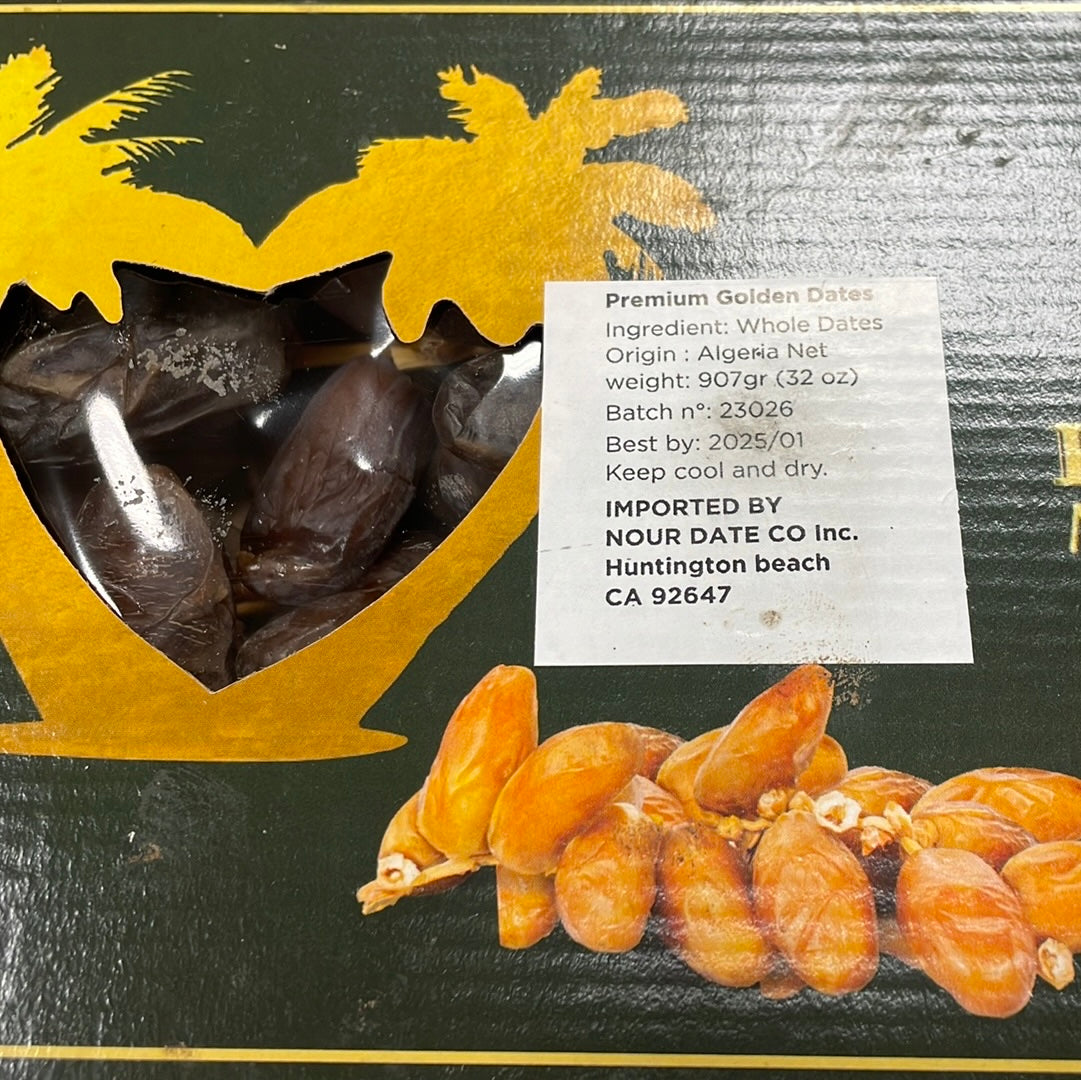 Premium Golden Dates
Ingredient: Whole Dates
Origin : Algeria Net
weight: 907gr (32 oz)
Batch n°: 23026
Best by: 2025/01
Keep cool and dry.
IMPORTED BY
NOUR DATE CO Inc.
Huntington beach
CA 92647